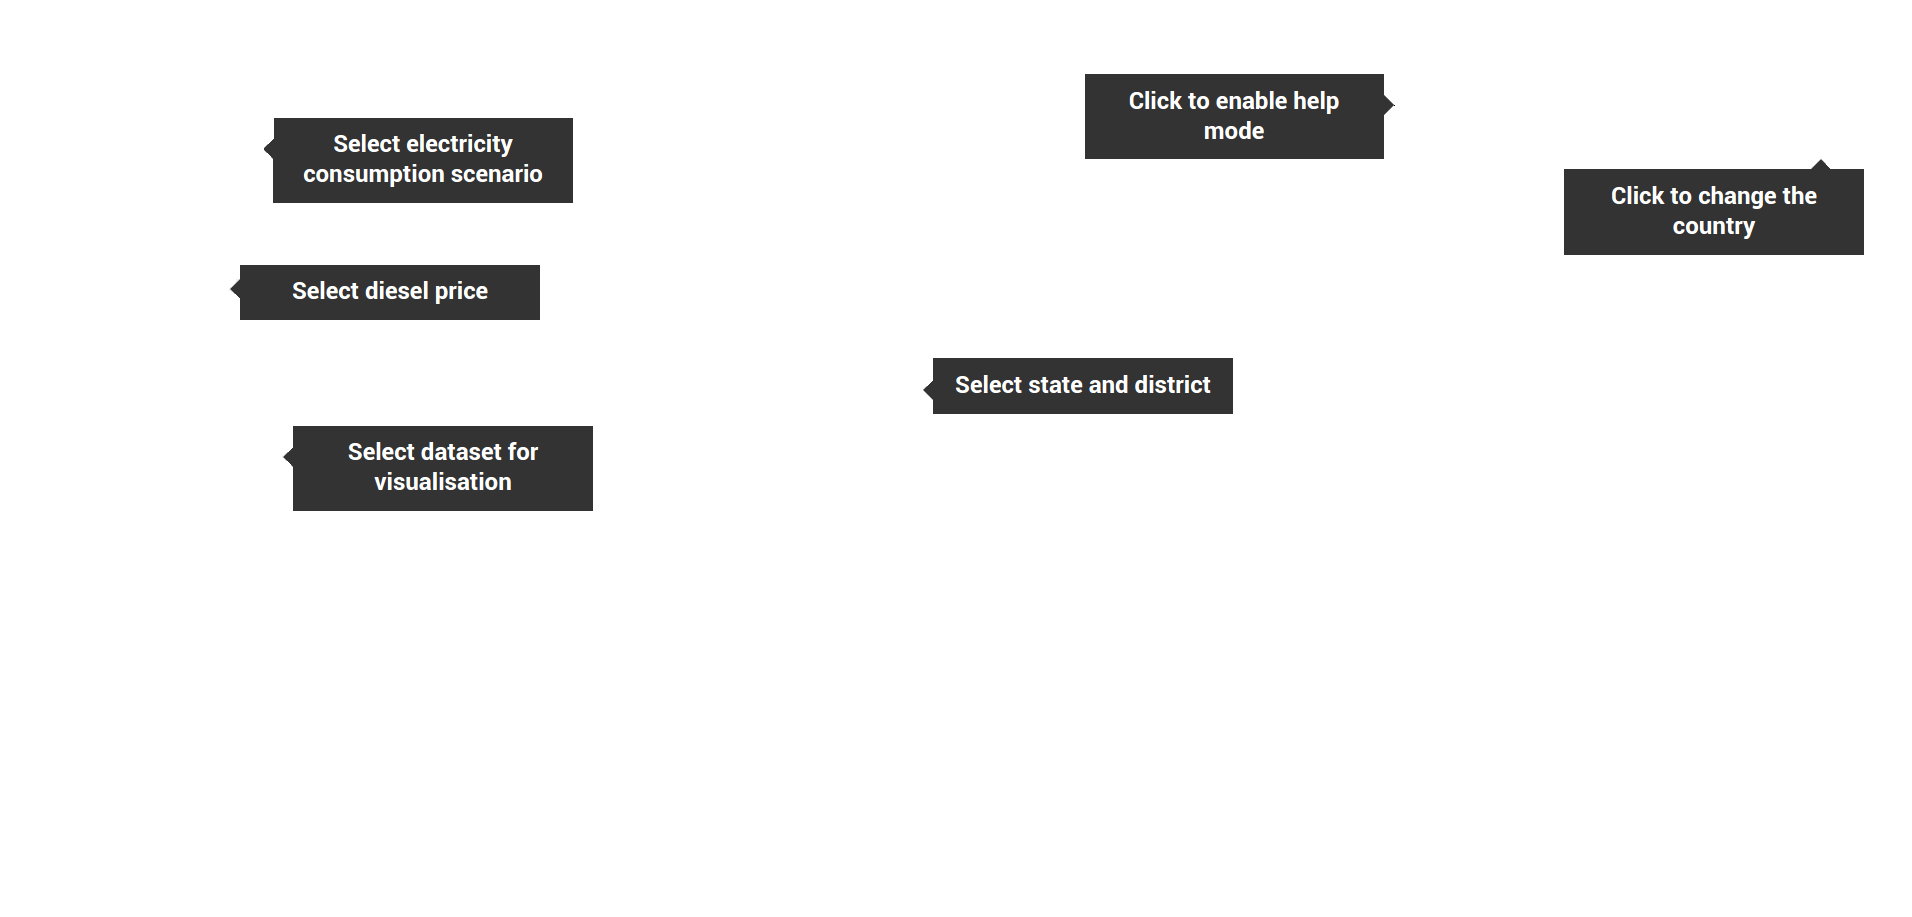 Click to enable help
mode
Select electricity
consumption scenario
Click to change the
country
Select diesel price
Select state and district
Select dataset for
visualisation